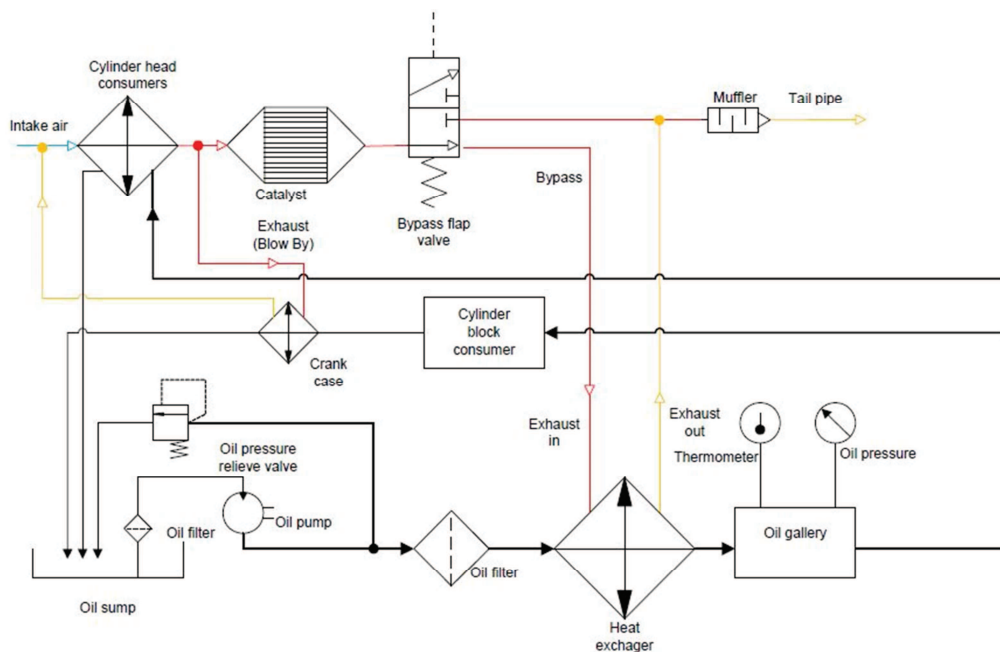 Cylinder head
consumers
Intake air
Catalyst
Exhaust
(Blow By)
Bypass flap
valve
Muffler
Tail pipe
Bypass
Cylinder
block
consumer
Crank
case
Exhaust
in
Exhaust
out
Thermometer
Oil pressure
Oil pressure
relieve valve
Oil filter
Oil pump
Oil filter
Oil gallery
Oil sump
Heat
exchager